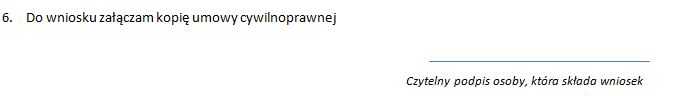 6. Do wniosku załączam kopię umowy cywilnoprawnej
Czytelny podpis osoby, która składa wniosek